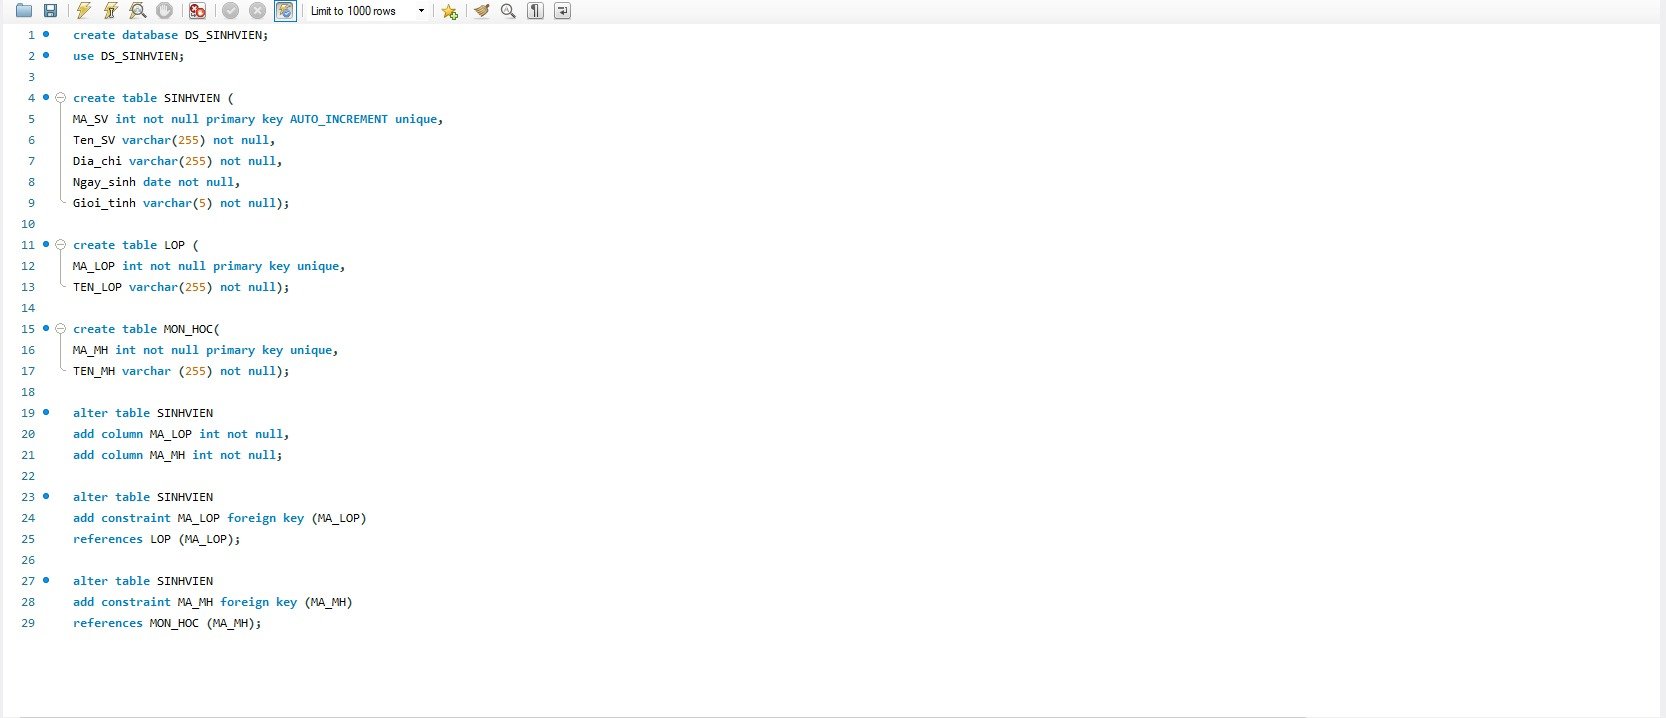 Limit to 1000 rows
1 create database DS_SINHVIEN;
2 use DS_SINHVIEN;
3
4 create table SINHVIEN (
5 MA_SV int not null primary key AUTO_INCREMENT unique,
6 Ten_SV varchar(255) not null,
7 Dia_chi varchar(255) not null,
8 Ngay_sinh date not null,
9 Gioi_tinh varchar(5) not null);
10
11 create table LOP (
12 MA_LOP int not null primary key unique,
13 TEN_LOP varchar(255) not null);
14
15 create table MON_HOC(
16 MA_MH int not null primary key unique,
17 TEN_MH varchar (255) not null);
18
19 alter table SINHVIEN
20 add column MA_LOP int not null,
21 add column MA_MH int not null;
22
23 alter table SINHVIEN
24 add constraint MA_LOP foreign key (MA_LOP)
25 references LOP (MA_LOP);
26
27 alter table SINHVIEN
28 add constraint MA_MH foreign key (MA_MH)
29 references MON_HOC (MA_MH);